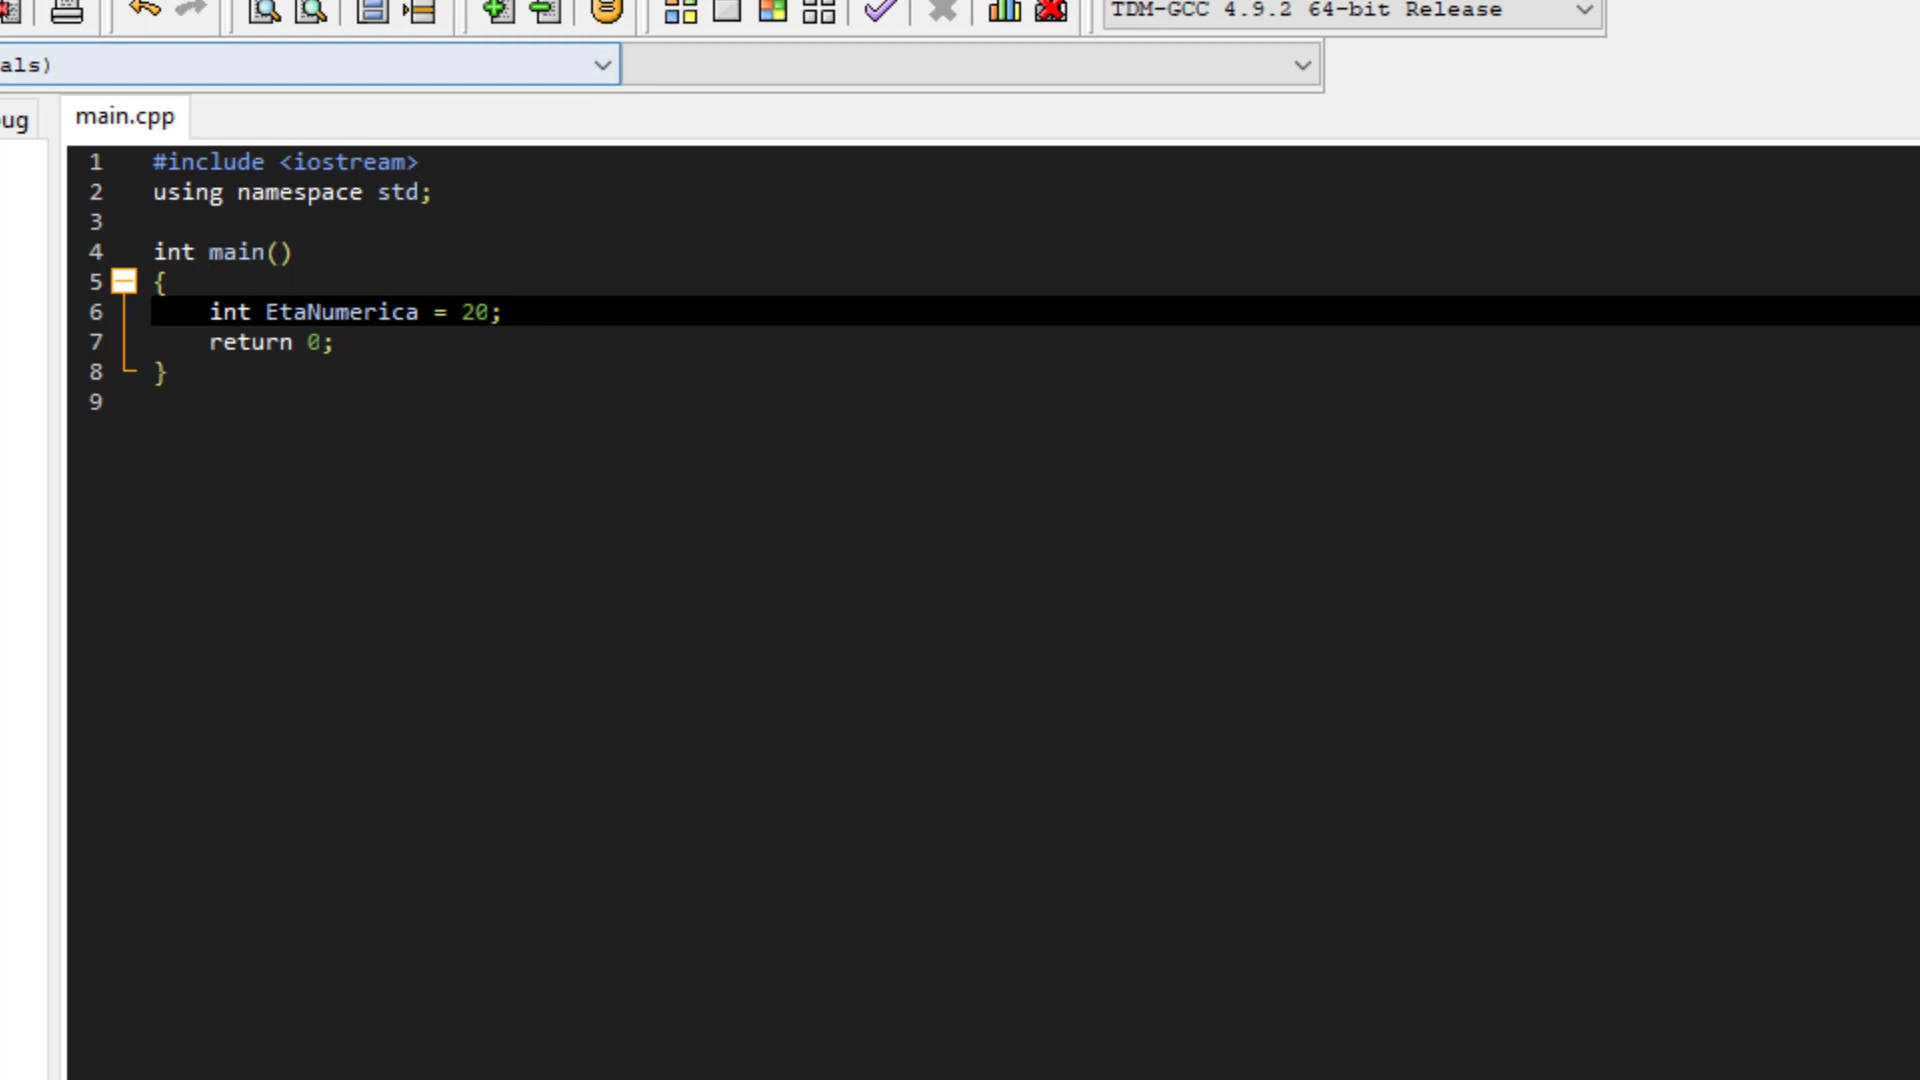 TDM-GCC 4.9.2 64-bit Release
als)
ug
main.cpp
1 #include <iostream>
2 using namespace std;
3
4 int main()
5 {
6 int EtaNumerica = 20;
7 return 0;
8 }
9